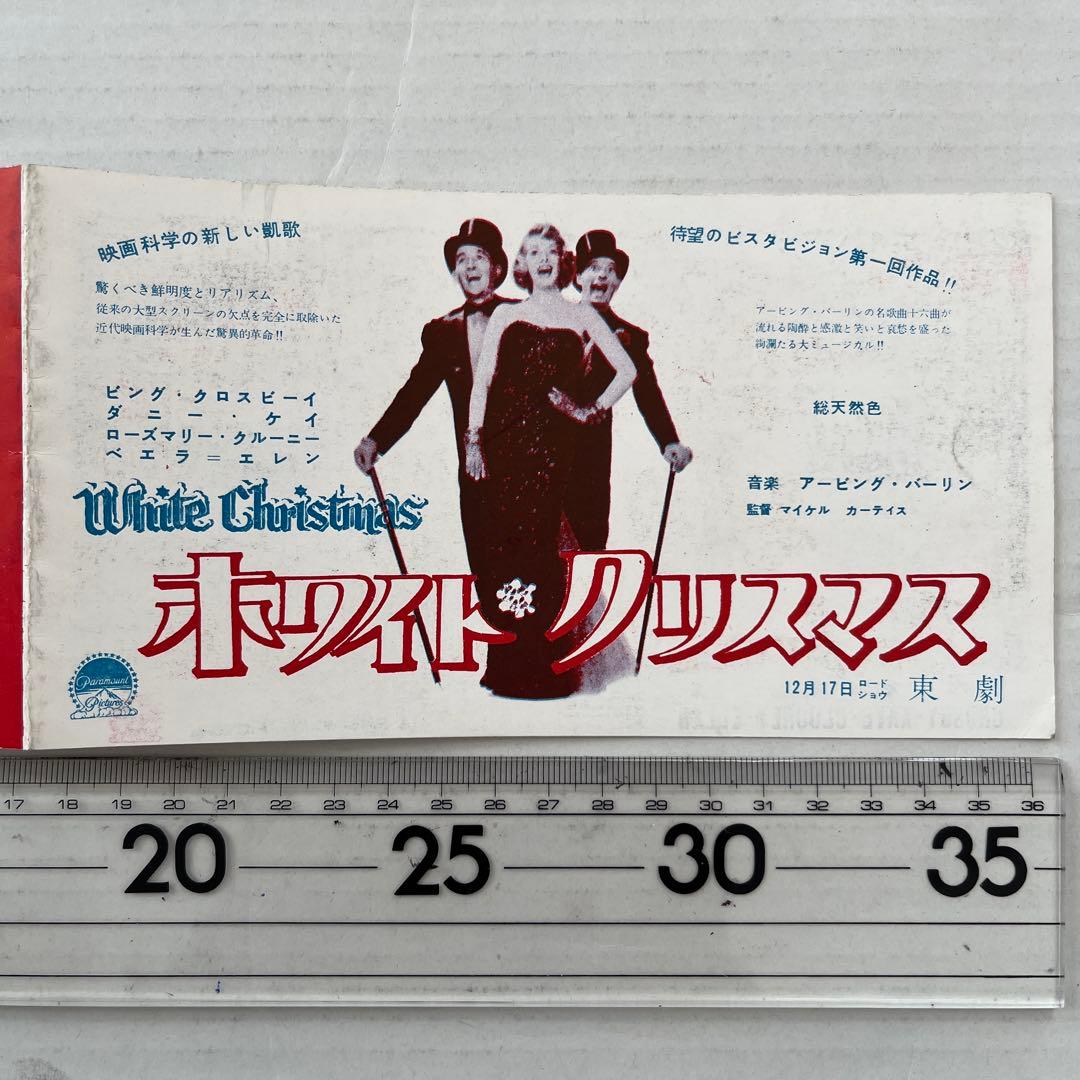 映画科学の新しい凱歌
驚くべき鮮明度とリアリズム、
従来の大型スクリーンの欠点を完全に取除いた
近代映画科学が生んだ驚異的革命!!
ビング・クロスビーイ
ダニー・ケイ
ローズマリー・クルーニー
ベエラ=エレン
White Christmas
待望のビスタビジョン第一回作品!!
アービング・バーリンの名歌曲十六曲が
流れる陶酔と感激と笑いと哀愁を盛った
絢爛たる大ミュージカル!!
総天然色
音楽 アービング・バーリン
監督 マイケル カーティス
ホワイト・クリスマス
Paramount
Pictures
12月17日 ロードショウ 東劇
17 18 19 20 21 22 23 24 25 26 27 28 29 30 31 32 33 34 35 36
20 25 30 35